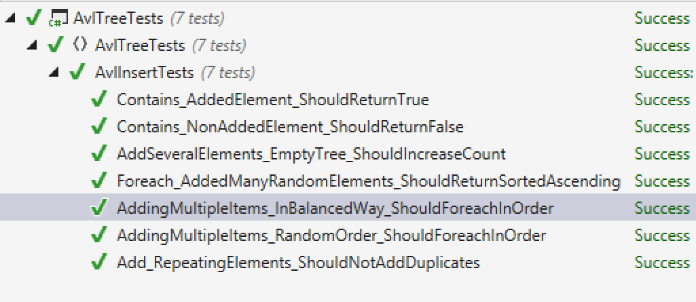 C# AvlTreeTests (7 tests) Success
{} AvlTreeTests (7 tests) Success
AvlInsertTests (7 tests) Success:
Contains_AddedElement_ShouldReturnTrue Success
Contains_NonAddedElement_ShouldReturnFalse Success
AddSeveralElements_EmptyTree_ShouldIncreaseCount Success
Foreach_AddedManyRandomElements_ShouldReturnSortedAscending Success
AddingMultipleItems_InBalancedWay_ShouldForeachInOrder Success
AddingMultipleItems_RandomOrder_ShouldForeachInOrder Success
Add_RepeatingElements_ShouldNotAddDuplicates Success